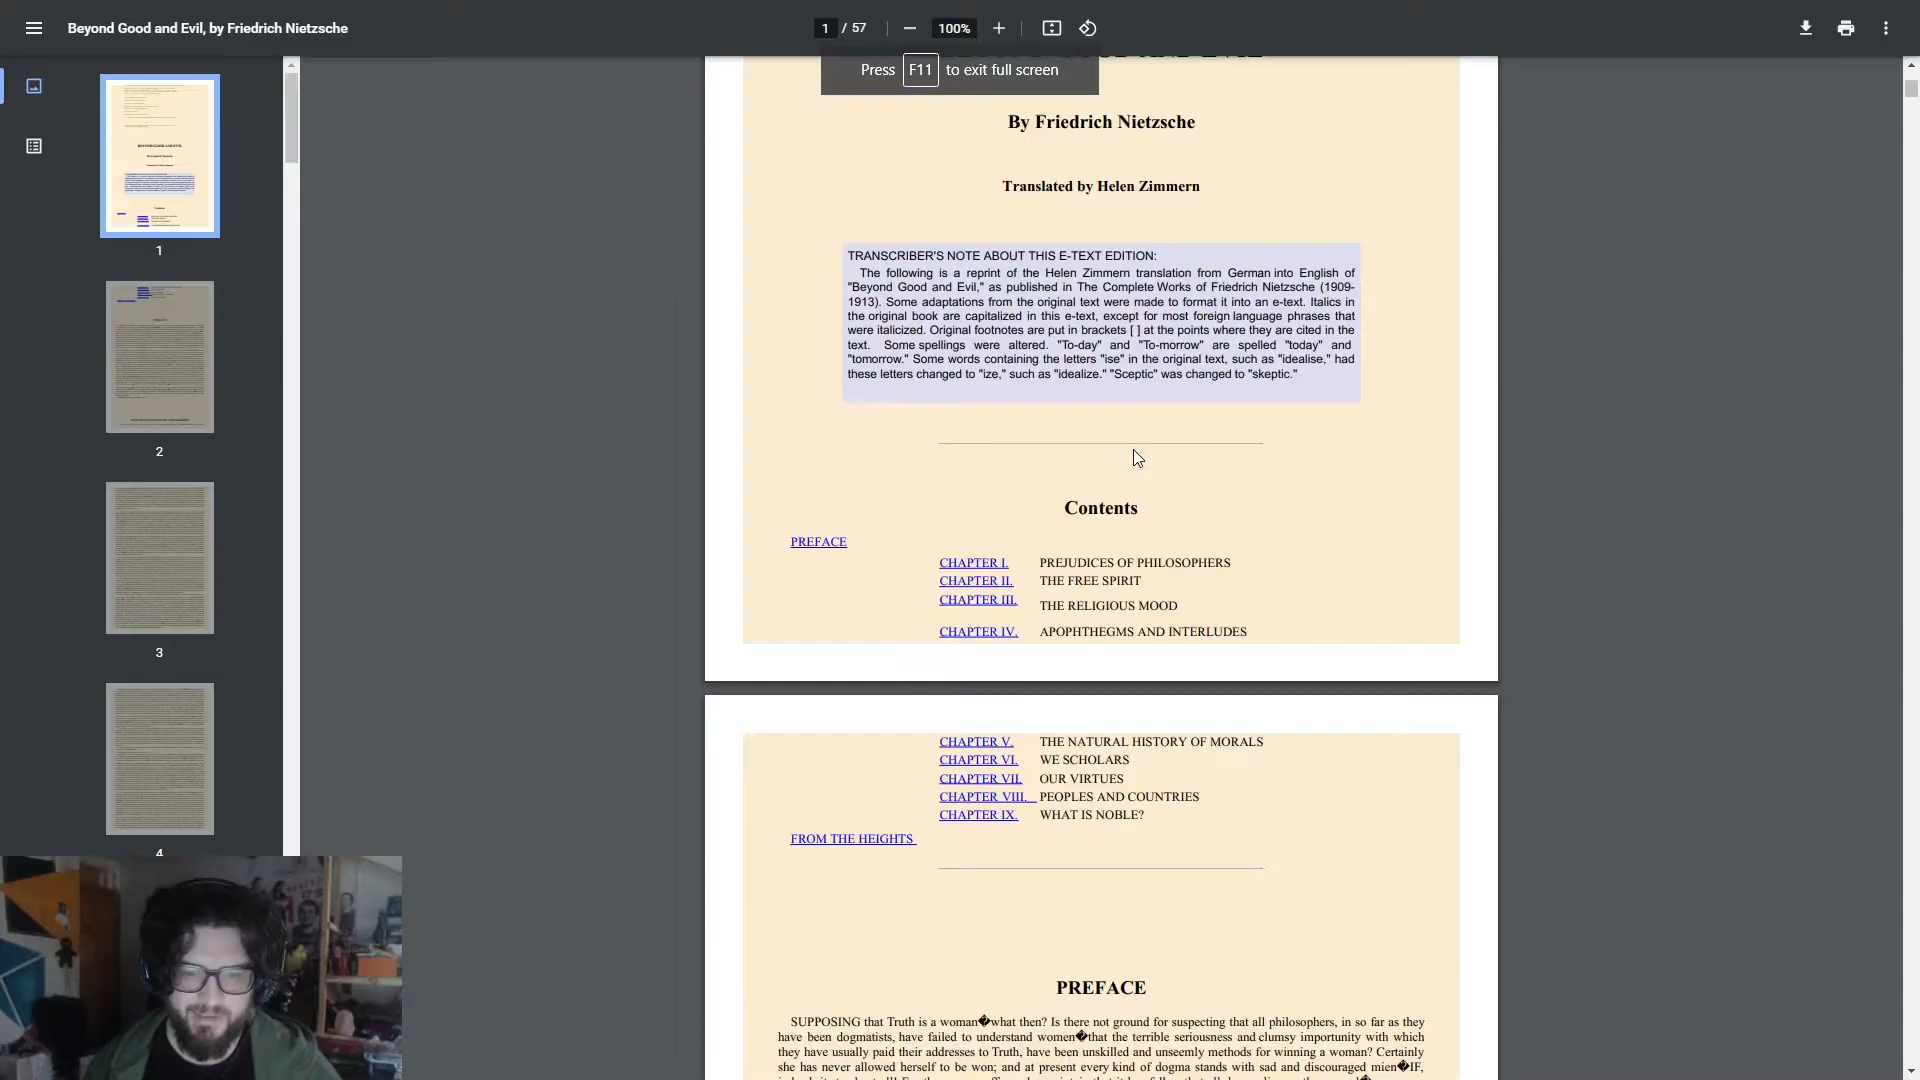 Beyond Good and Evil, by Friedrich Nietzsche
1 / 57
100%
Press F11 to exit full screen
By Friedrich Nietzsche
Translated by Helen Zimmern
TRANSCRIBER'S NOTE ABOUT THIS E-TEXT EDITION:
The following is a reprint of the Helen Zimmern translation from German into English of
"Beyond Good and Evil," as published in The Complete Works of Friedrich Nietzsche (1909-
1913). Some adaptations from the original text were made to format it into an e-text. Italics in
the original book are capitalized in this e-text, except for most foreign language phrases that
were italicized. Original footnotes are put in brackets [ ] at the points where they are cited in the
text. Some spellings were altered. "To-day" and "To-morrow" are spelled "today" and
"tomorrow." Some words containing the letters "ise" in the original text, such as "idealise," had
these letters changed to "ize," such as "idealize." "Sceptic" was changed to "skeptic."
Contents
PREFACE
CHAPTER I. PREJUDICES OF PHILOSOPHERS
CHAPTER II. THE FREE SPIRIT
CHAPTER III. THE RELIGIOUS MOOD
CHAPTER IV. APOPHTHEGMS AND INTERLUDES
CHAPTER V. THE NATURAL HISTORY OF MORALS
CHAPTER VI. WE SCHOLARS
CHAPTER VII. OUR VIRTUES
CHAPTER VIII. PEOPLES AND COUNTRIES
CHAPTER IX. WHAT IS NOBLE?
FROM THE HEIGHTS
PREFACE
SUPPOSING that Truth is a woman�what then? Is there not ground for suspecting that all philosophers, in so far as they
have been dogmatists, have failed to understand women�that the terrible seriousness and clumsy importunity with which
they have usually paid their addresses to Truth, have been unskilled and unseemly methods for winning a woman? Certainly
she has never allowed herself to be won; and at present every kind of dogma stands with sad and discouraged mien�IF,
1
2
3
4